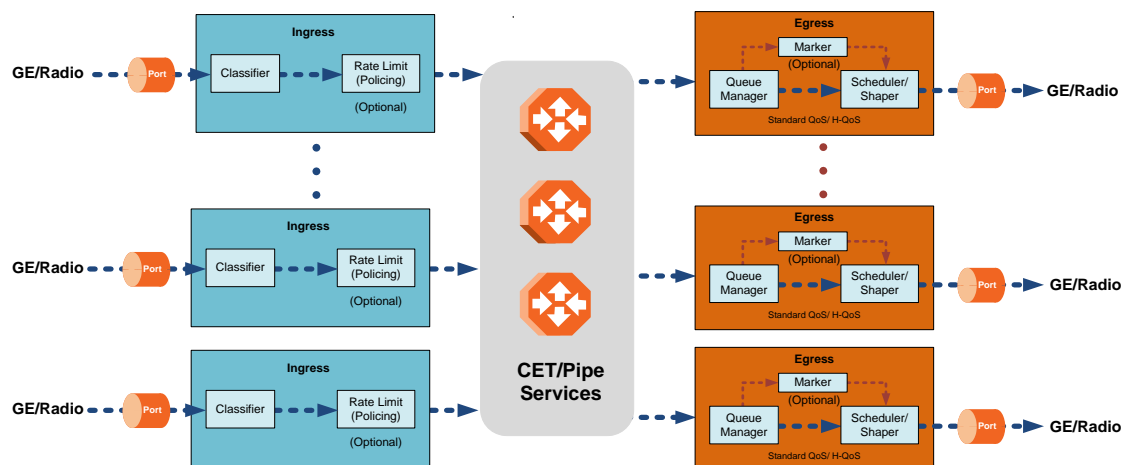 Ingress
GE/Radio
Port
Classifier
Rate Limit
(Policing)
(Optional)
Egress
Marker
(Optional)
Queue
Manager
Scheduler/
Shaper
Standard QoS/ H-QoS
Port
GE/Radio
Ingress
GE/Radio
Port
Classifier
Rate Limit
(Policing)
(Optional)
Egress
Marker
(Optional)
Queue
Manager
Scheduler/
Shaper
Standard QoS/ H-QoS
Port
GE/Radio
CET/Pipe
Services
Ingress
GE/Radio
Port
Classifier
Rate Limit
(Policing)
(Optional)
Egress
Marker
(Optional)
Queue
Manager
Scheduler/
Shaper
Standard QoS/ H-QoS
Port
GE/Radio